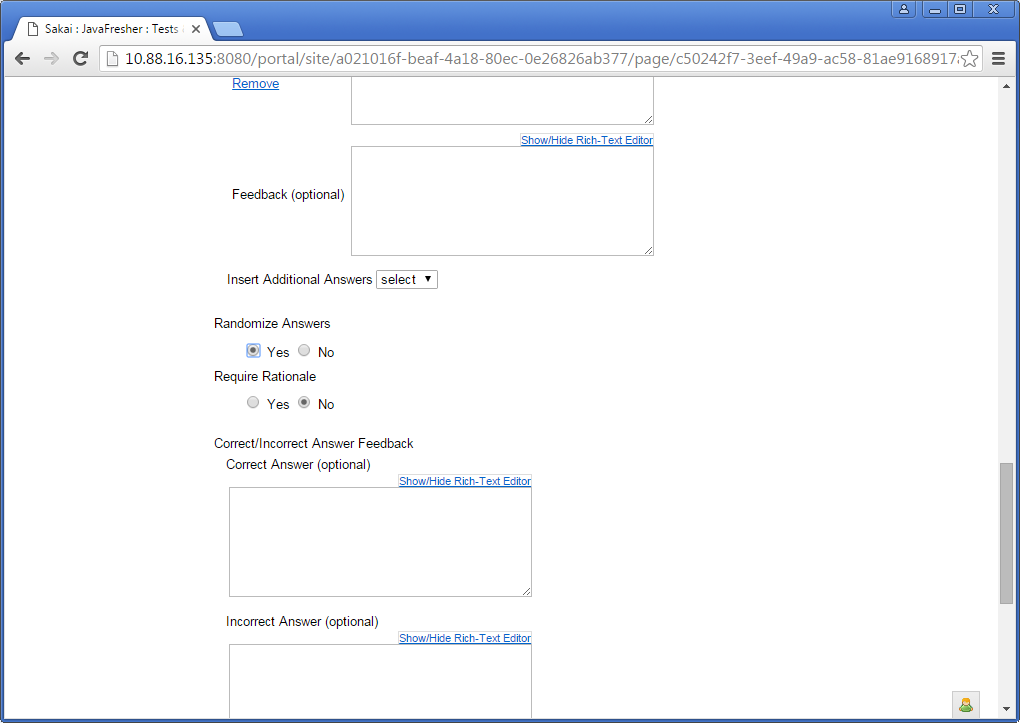 Sakai : JavaFresher : Tests
10.88.16.135:8080/portal/site/a021016f-beaf-4a18-80ec-0e26826ab377/page/c50242f7-3eef-49a9-ac58-81ae9168917
Remove
Show/Hide Rich-Text Editor
Feedback (optional)
Insert Additional Answers select
Randomize Answers
Yes No
Require Rationale
Yes No
Correct/Incorrect Answer Feedback
Correct Answer (optional)
Show/Hide Rich-Text Editor
Incorrect Answer (optional)
Show/Hide Rich-Text Editor